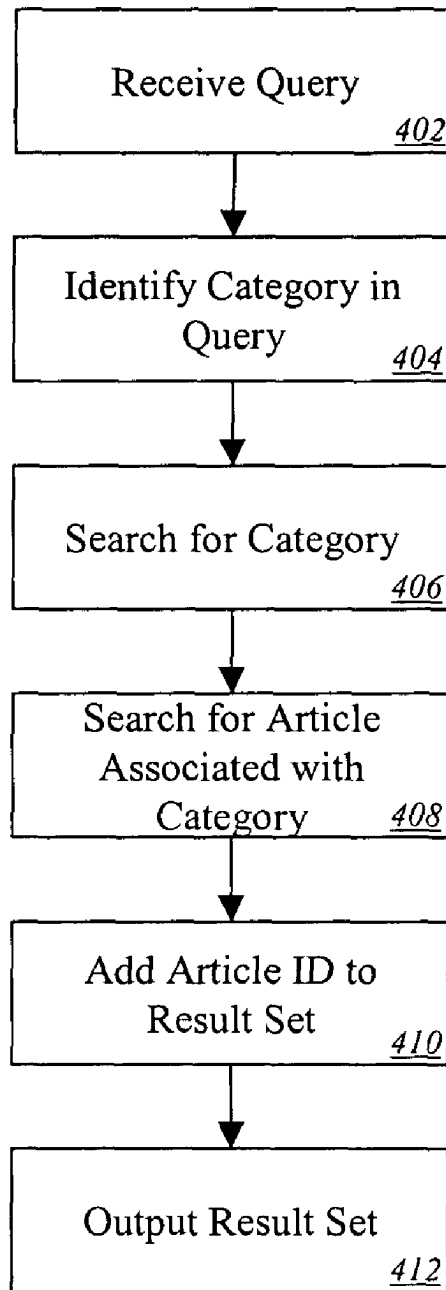 Receive Query
402
Identify Category in
Query
404
Search for Category
406
Search for Article
Associated with
Category
408
Add Article ID to
Result Set
410
Output Result Set
412